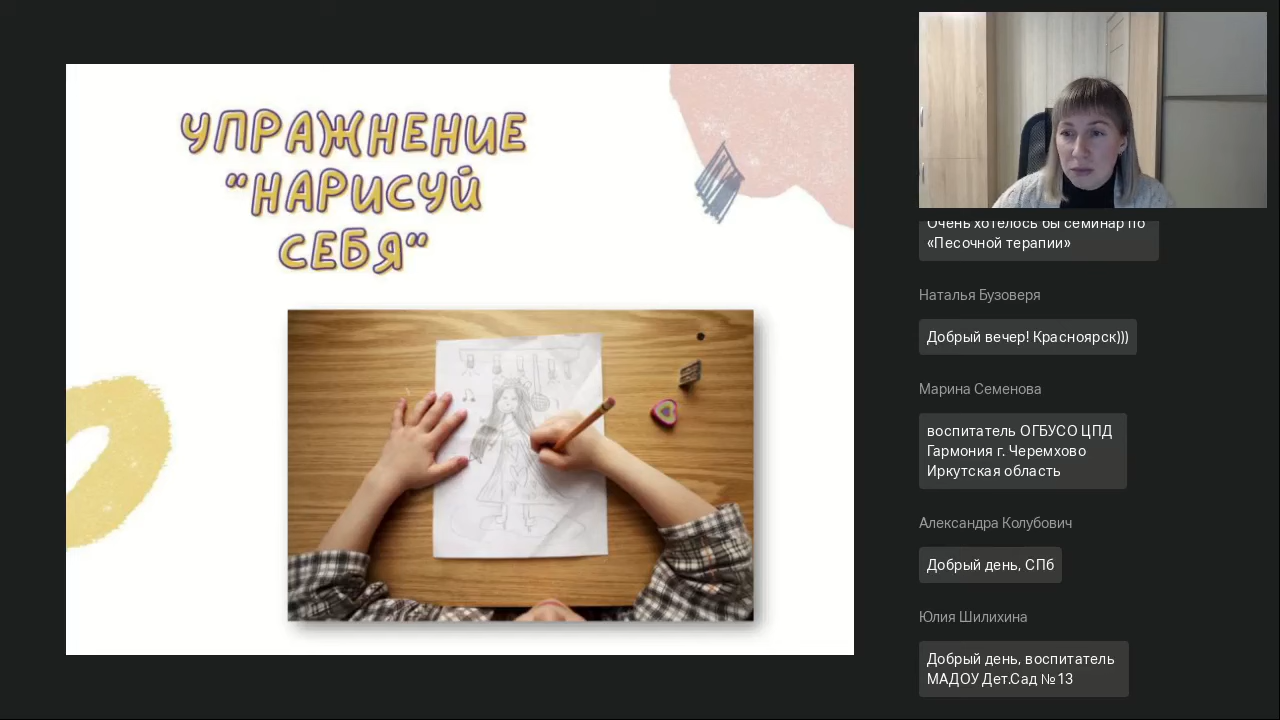 УПРАЖНЕНИЕ
"НАРИСУЙ
СЕБЯ"
Очень хотелось бы семинар по
«Песочной терапии»
Наталья Бузоверя
Добрый вечер! Красноярск)))
Марина Семенова
воспитатель ОГБУСО ЦПД
Гармония г. Черемхово
Иркутская область
Александра Колубович
Добрый день, СПб
Юлия Шилихина
Добрый день, воспитатель
МАДОУ Дет.Сад №13